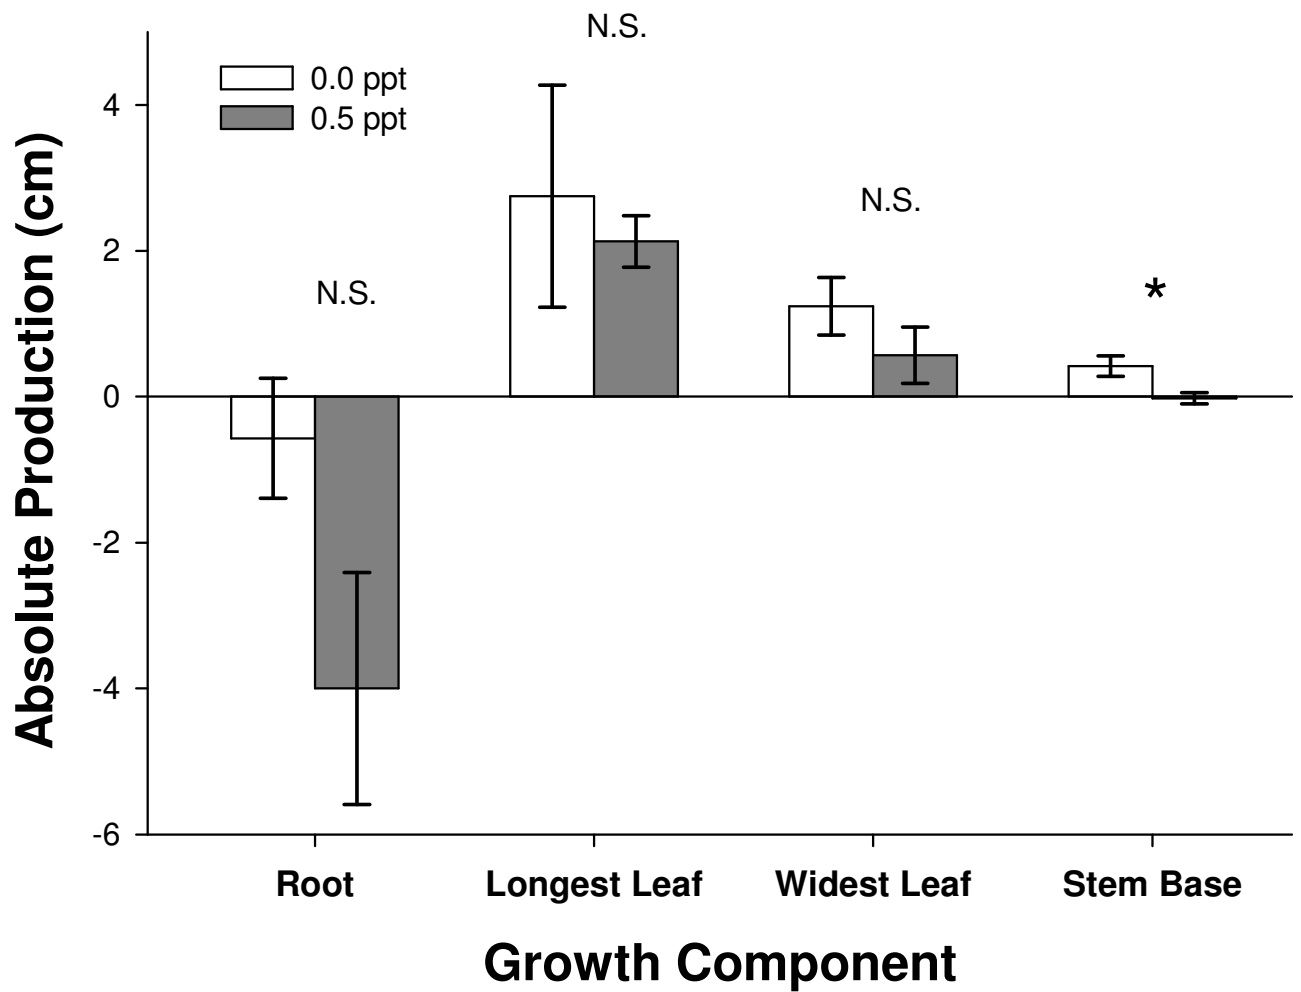 N.S.
0.0 ppt
0.5 ppt
4
N.S.
2
N.S.
*
0
-2
-4
-6
Absolute Production (cm)
Root
Longest Leaf
Widest Leaf
Stem Base
Growth Component